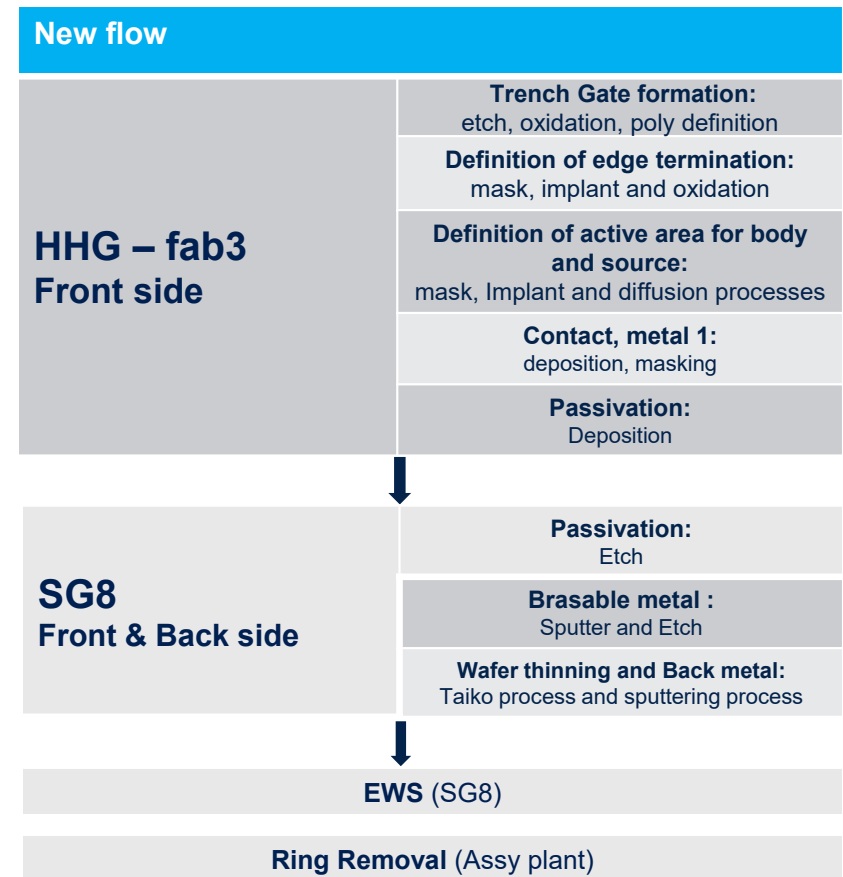 New flow
HHG – fab3
Front side
Trench Gate formation:
etch, oxidation, poly definition
Definition of edge termination:
mask, implant and oxidation
Definition of active area for body
and source:
mask, Implant and diffusion processes
Contact, metal 1:
deposition, masking
Passivation:
Deposition
SG8
Front & Back side
Passivation:
Etch
Brasable metal :
Sputter and Etch
Wafer thinning and Back metal:
Taiko process and sputtering process
EWS (SG8)
Ring Removal (Assy plant)